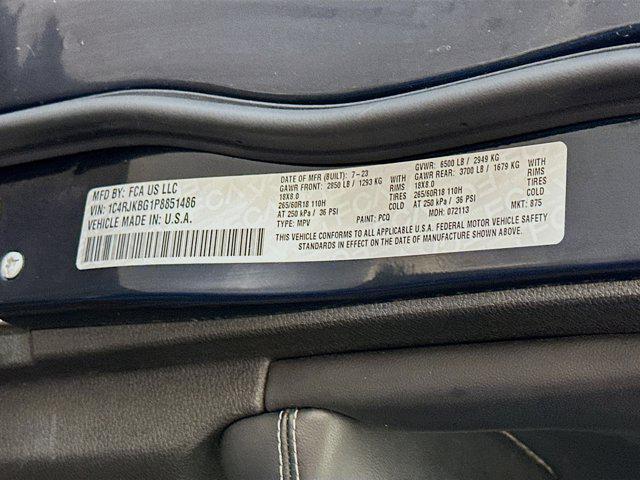 MFD BY: FCA US LLC
VIN: 1C4RJKBG1P8851486
VEHICLE MADE IN: U.S.A.
DATE OF MFR (BUILT): 7-23
GAWR FRONT: 2850 LB / 1293 KG
18X8.0 WITH
265/60R18 110H TIRES
AT 250 kPa / 36 PSI COLD
TYPE: MPV PAINT: PCQ
GVWR: 6500 LB / 2949 KG
GAWR REAR: 3700 LB / 1679 KG
18X8.0 WITH
265/60R18 110H TIRES
AT 250 kPa / 36 PSI COLD
MDH: 072113 MKT: 875
THIS VEHICLE CONFORMS TO ALL APPLICABLE U.S.A. FEDERAL MOTOR VEHICLE SAFETY
STANDARDS IN EFFECT ON THE DATE OF MANUFACTURE SHOWN ABOVE.